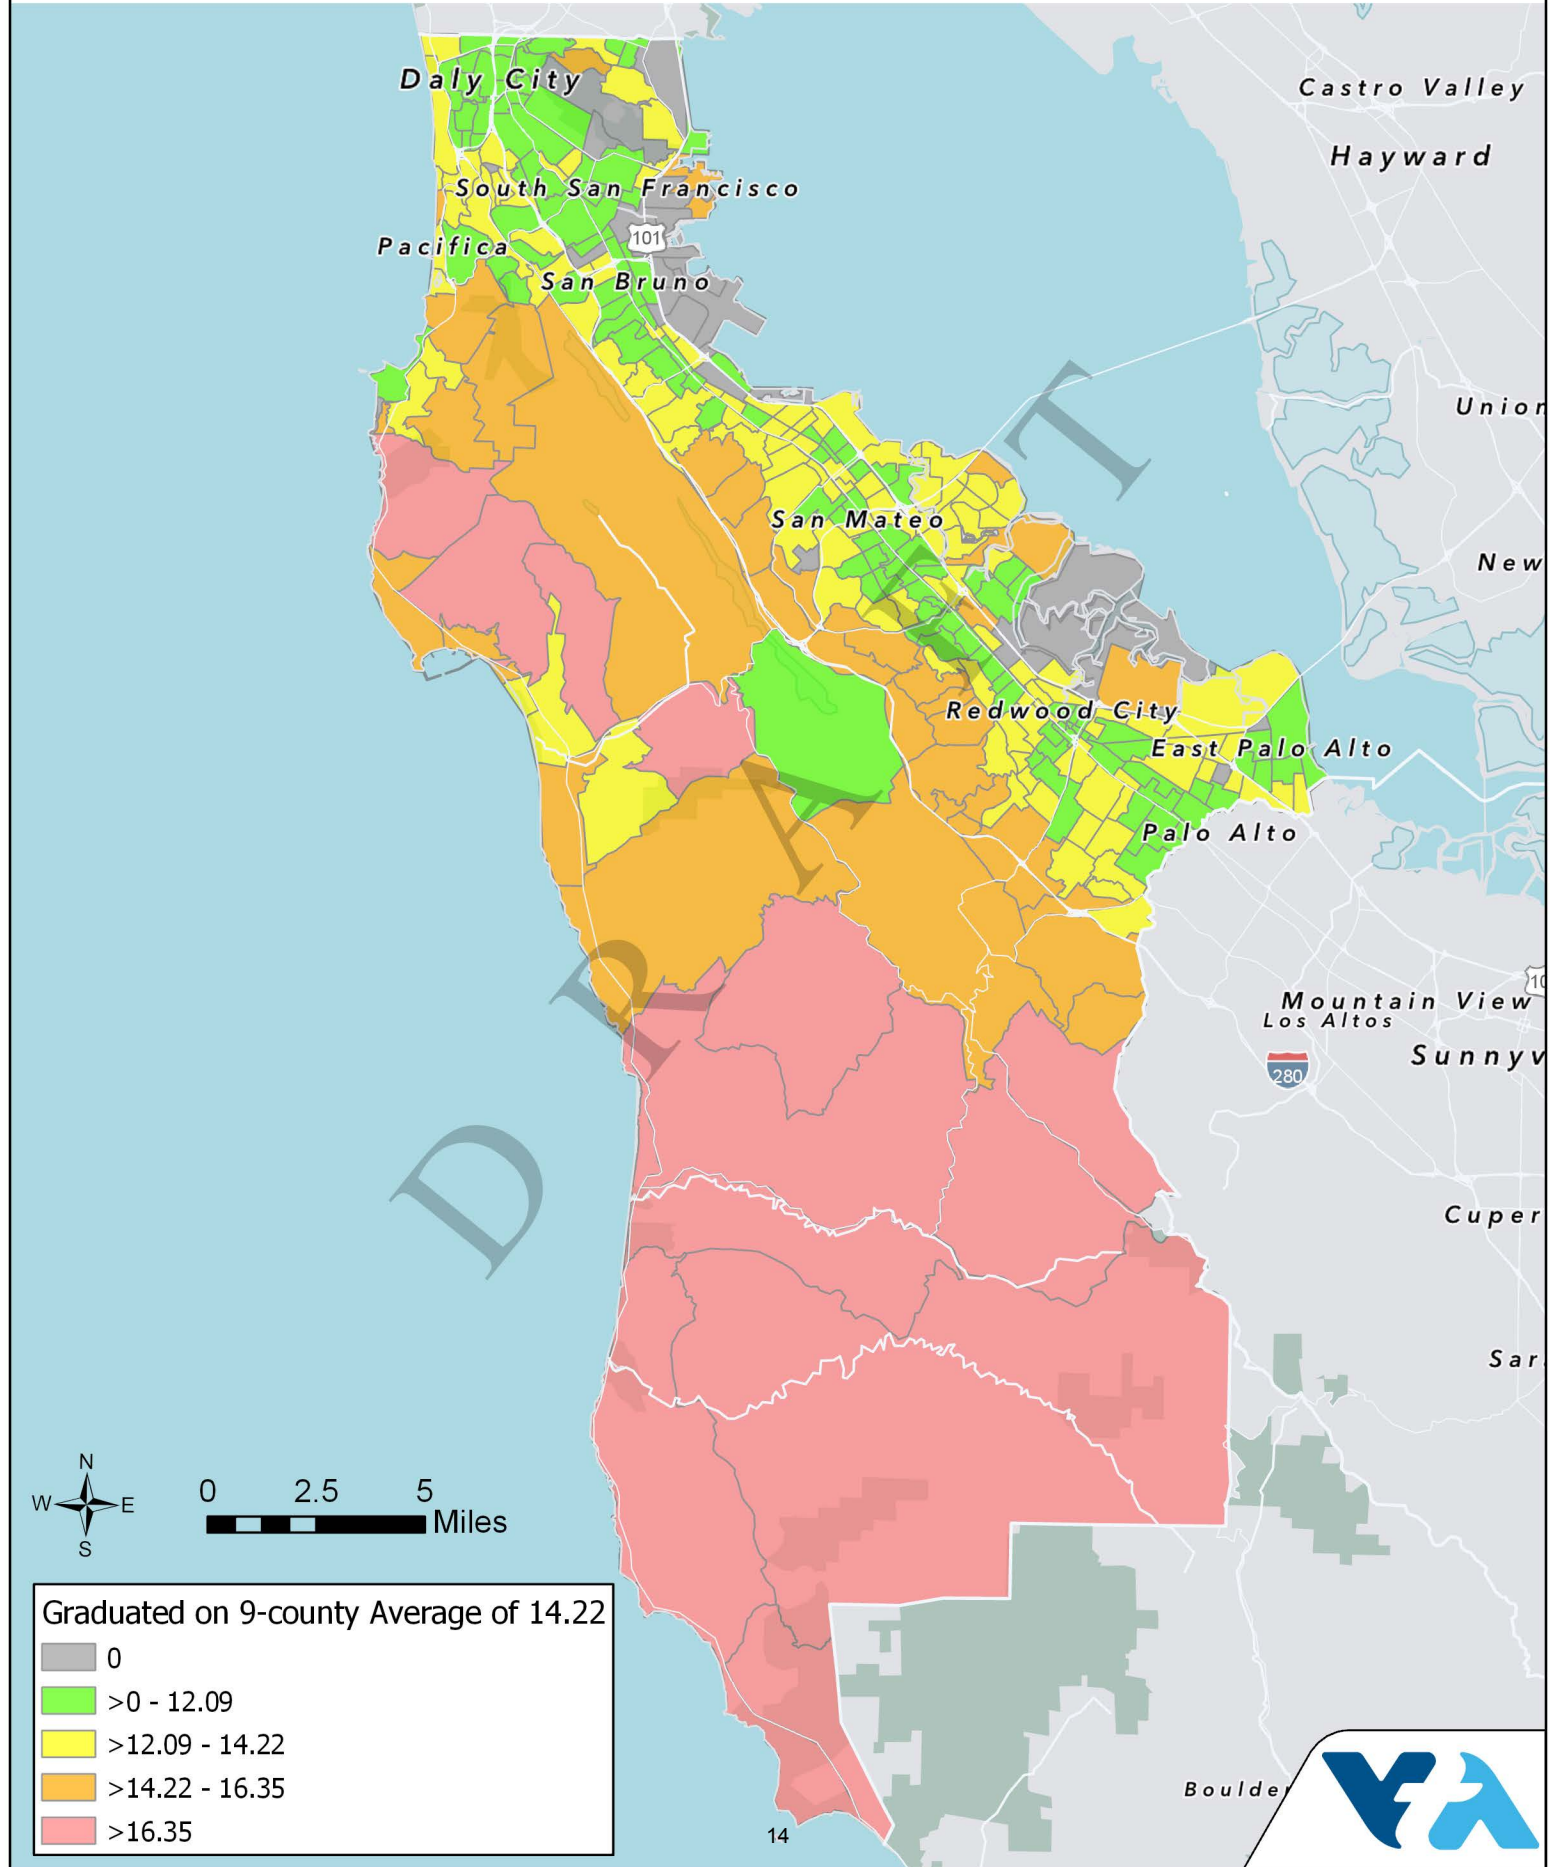 Daly City
Castro Valley
Hayward
South San Francisco
101
Pacifica
San Bruno
Union
San Mateo
New
Redwood City
East Palo Alto
Palo Alto
Mountain View
10
Los Altos
Sunnyv
280
Cuper
Sar
DRAFT
N
W E
S
0 2.5 5
Miles
Graduated on 9-county Average of 14.22
0
>0 - 12.09
>12.09 - 14.22
>14.22 - 16.35
>16.35
14
Boulder
VTA